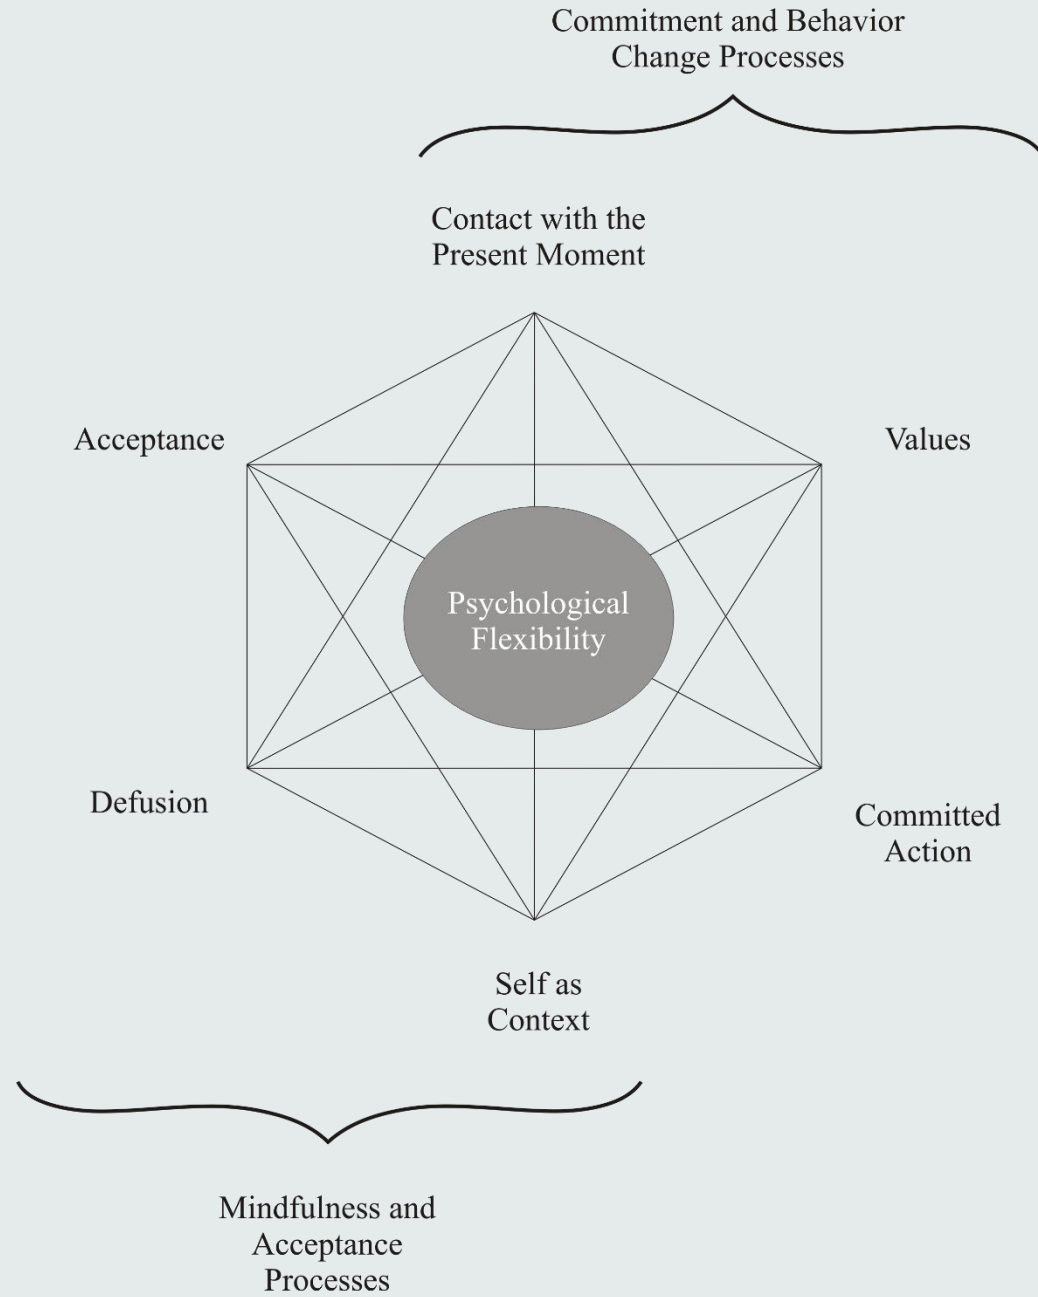 Commitment and Behavior
Change Processes
Contact with the
Present Moment
Acceptance
Values
Psychological
Flexibility
Defusion
Committed
Action
Self as
Context
Mindfulness and
Acceptance
Processes